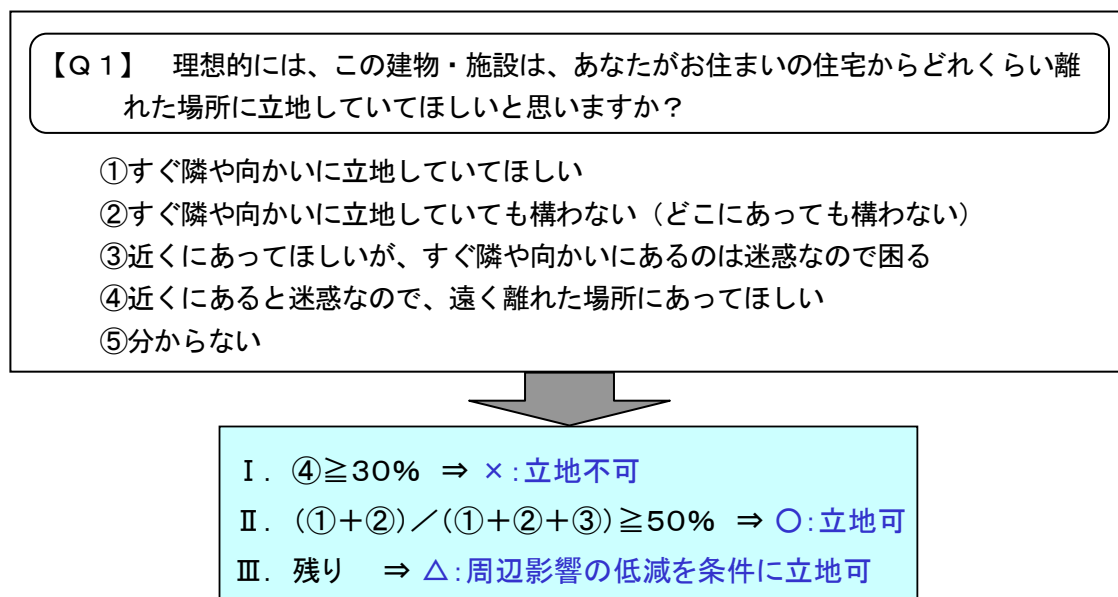 【Q１】　理想的には、この建物・施設は、あなたがお住まいの住宅からどれくらい離
れた場所に立地していてほしいと思いますか？
①すぐ隣や向かいに立地していてほしい
②すぐ隣や向かいに立地していても構わない（どこにあっても構わない）
③近くにあってほしいが、すぐ隣や向かいにあるのは迷惑なので困る
④近くにあると迷惑なので、遠く離れた場所にあってほしい
⑤分からない
Ⅰ．④≧３０％　⇒ ×：立地不可
Ⅱ．（①＋②）／（①＋②＋③）≧５０％　⇒ 〇：立地可
Ⅲ．残り　⇒ △：周辺影響の低減を条件に立地可